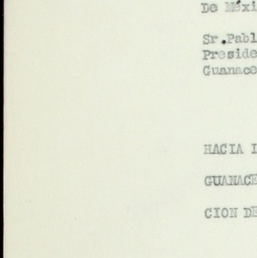 De Méxi
Sr.Pabl
Preside
Guanace
HACIA I
GUANACE
CION DE